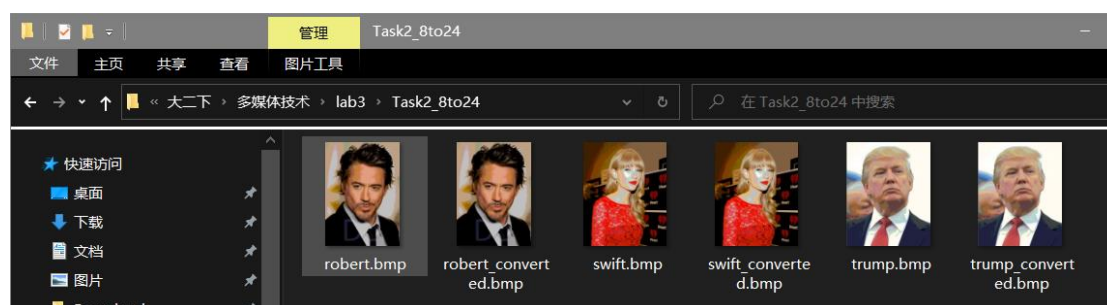 管理 Task2_8to24
文件 主页 共享 查看 图片工具
« 大二下 › 多媒体技术 › lab3 › Task2_8to24 在 Task2_8to24 中搜索
快速访问
桌面
下载
文档
图片
robert.bmp robert_convert swift.bmp swift_converte trump.bmp trump_convert
ed.bmp d.bmp ed.bmp